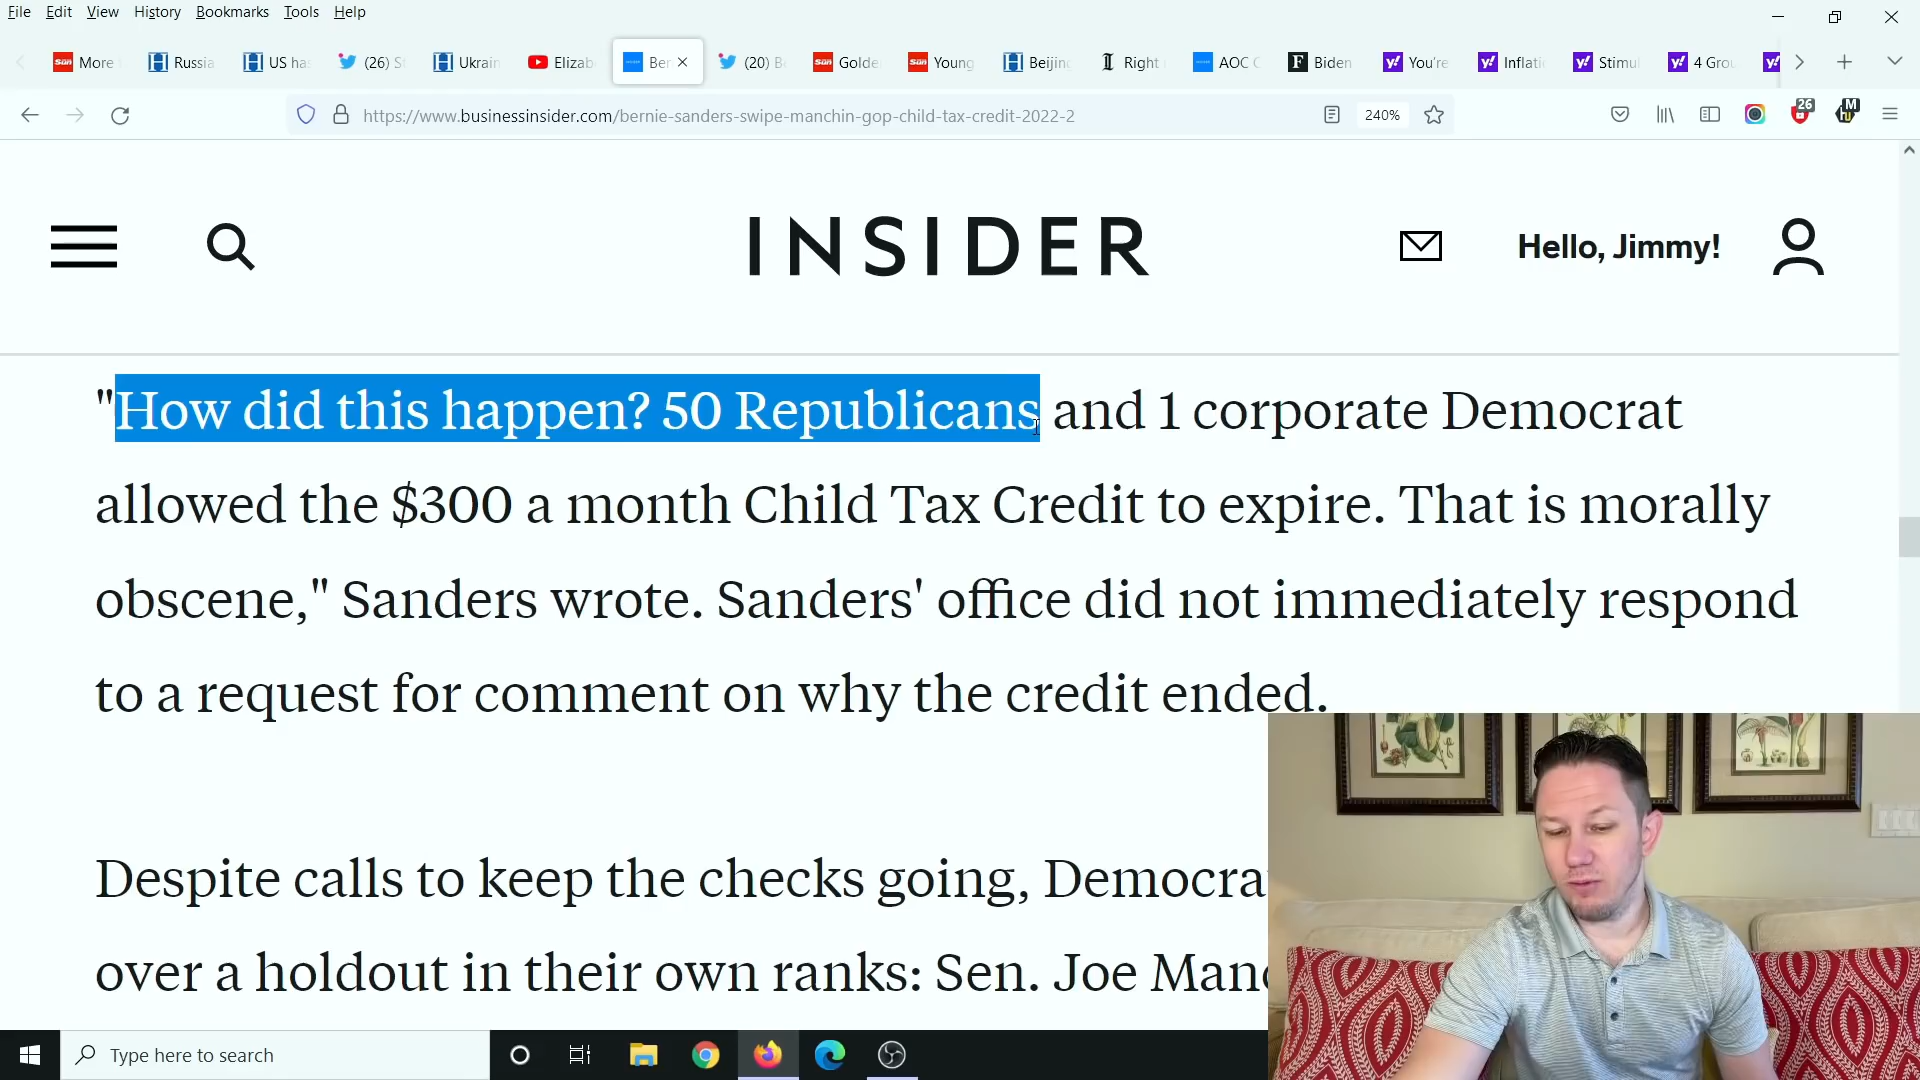 File Edit View History Bookmarks Tools Help
More Russia US ha (26) S Ukrain Elizab Ber (20) B Golde Young Beijing Right AOC C Biden You're Inflati Stimul 4 Grou
https://www.businessinsider.com/bernie-sanders-swipe-manchin-gop-child-tax-credit-2022-2 240% 26 M
INSIDER Hello, Jimmy!
"How did this happen? 50 Republicans and 1 corporate Democrat
allowed the $300 a month Child Tax Credit to expire. That is morally
obscene," Sanders wrote. Sanders' office did not immediately respond
to a request for comment on why the credit ended.
Despite calls to keep the checks going, Democra
over a holdout in their own ranks: Sen. Joe Manc
Type here to search